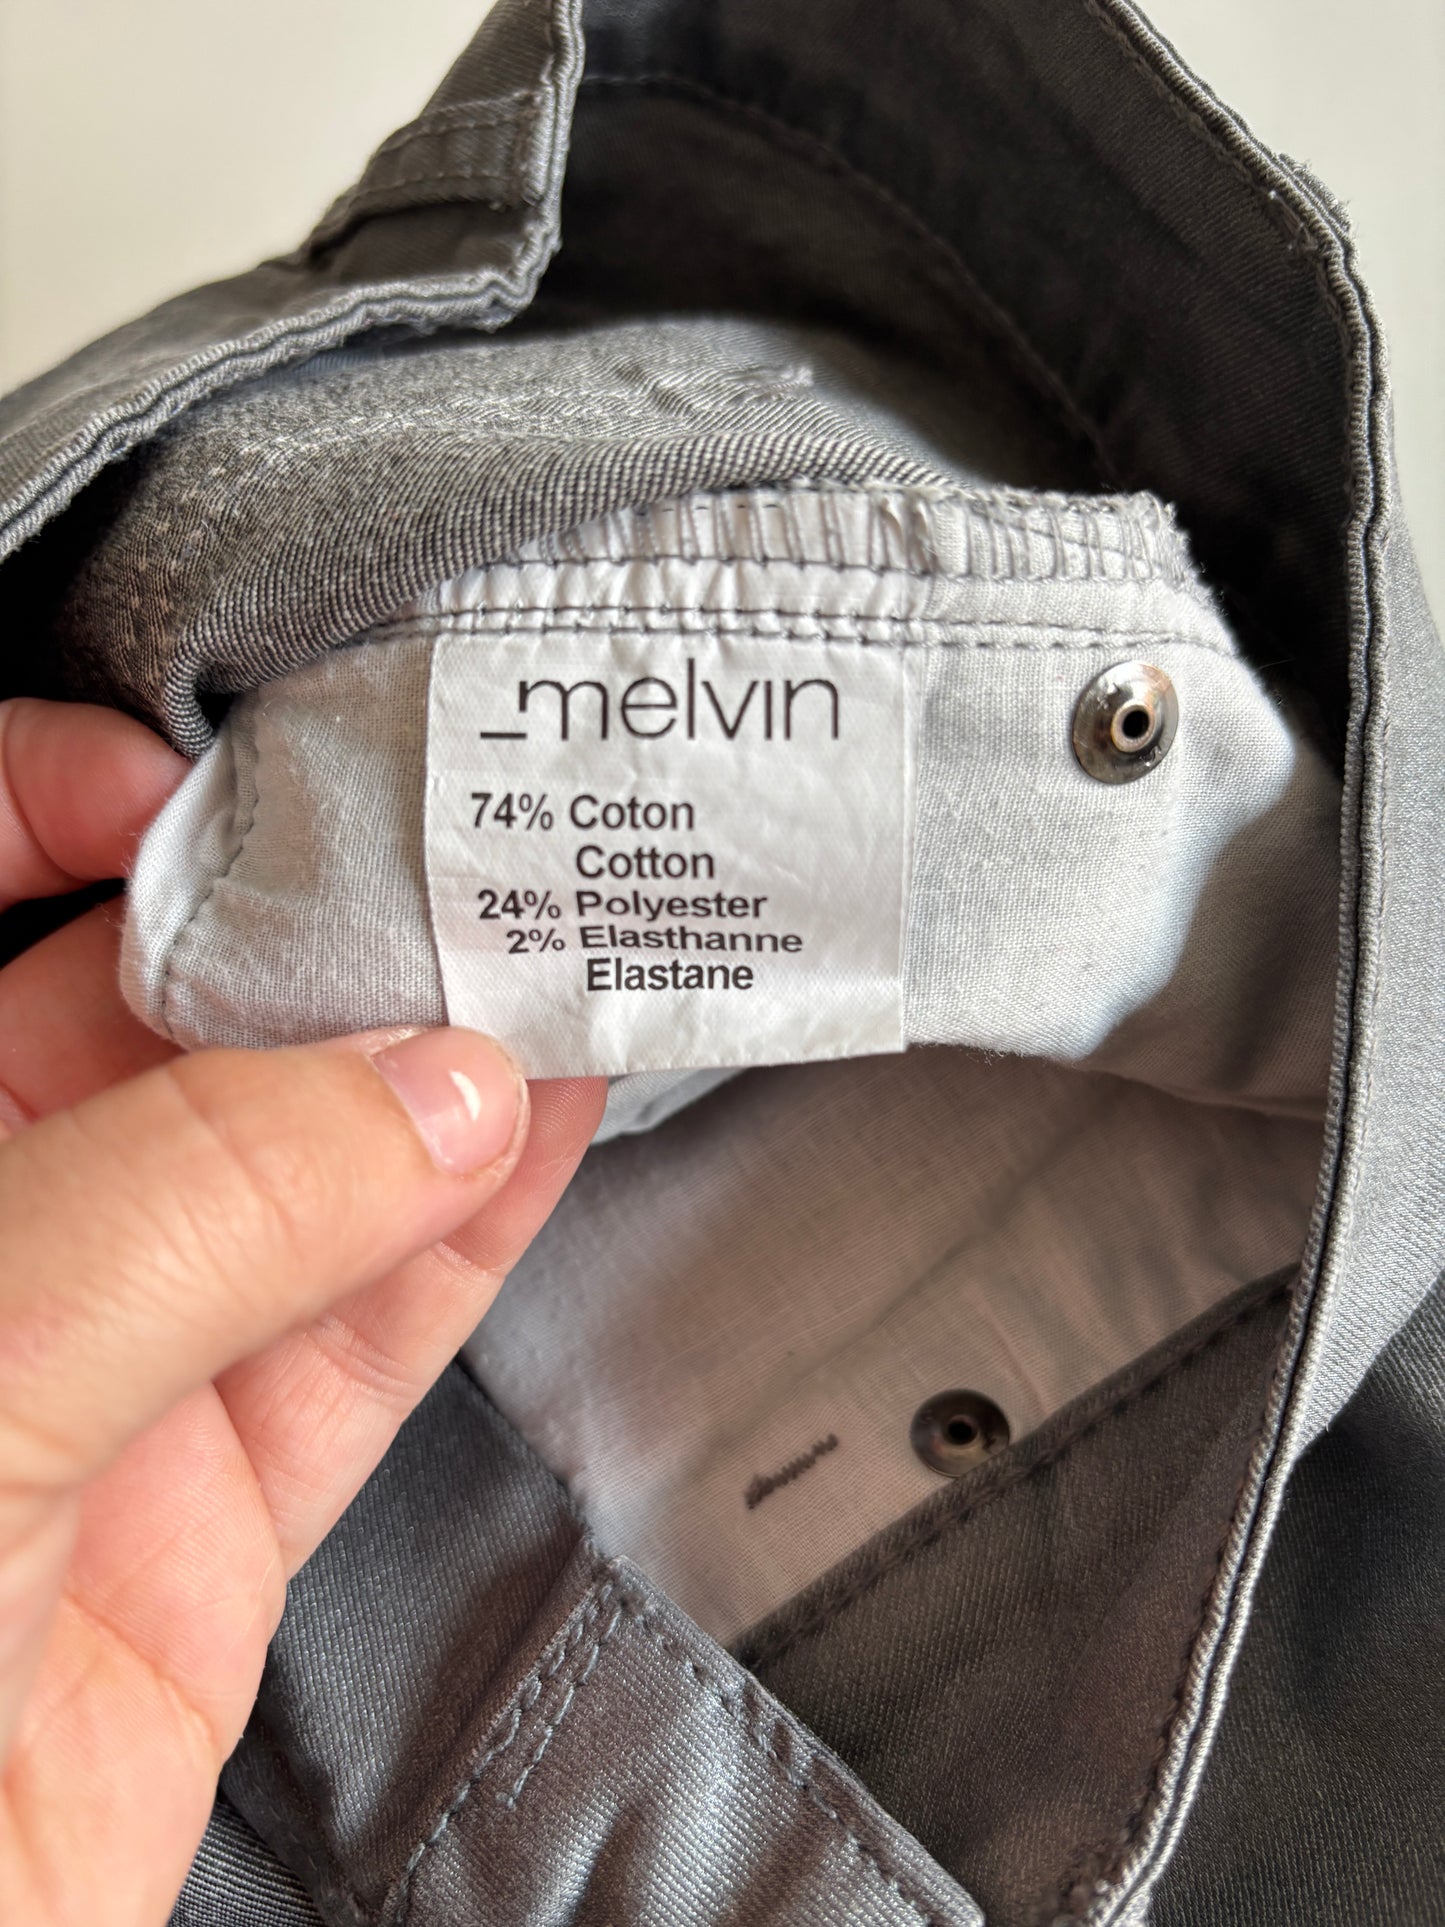 _melvin
74% Coton
Cotton
24% Polyester
2% Elasthanne
Elastane